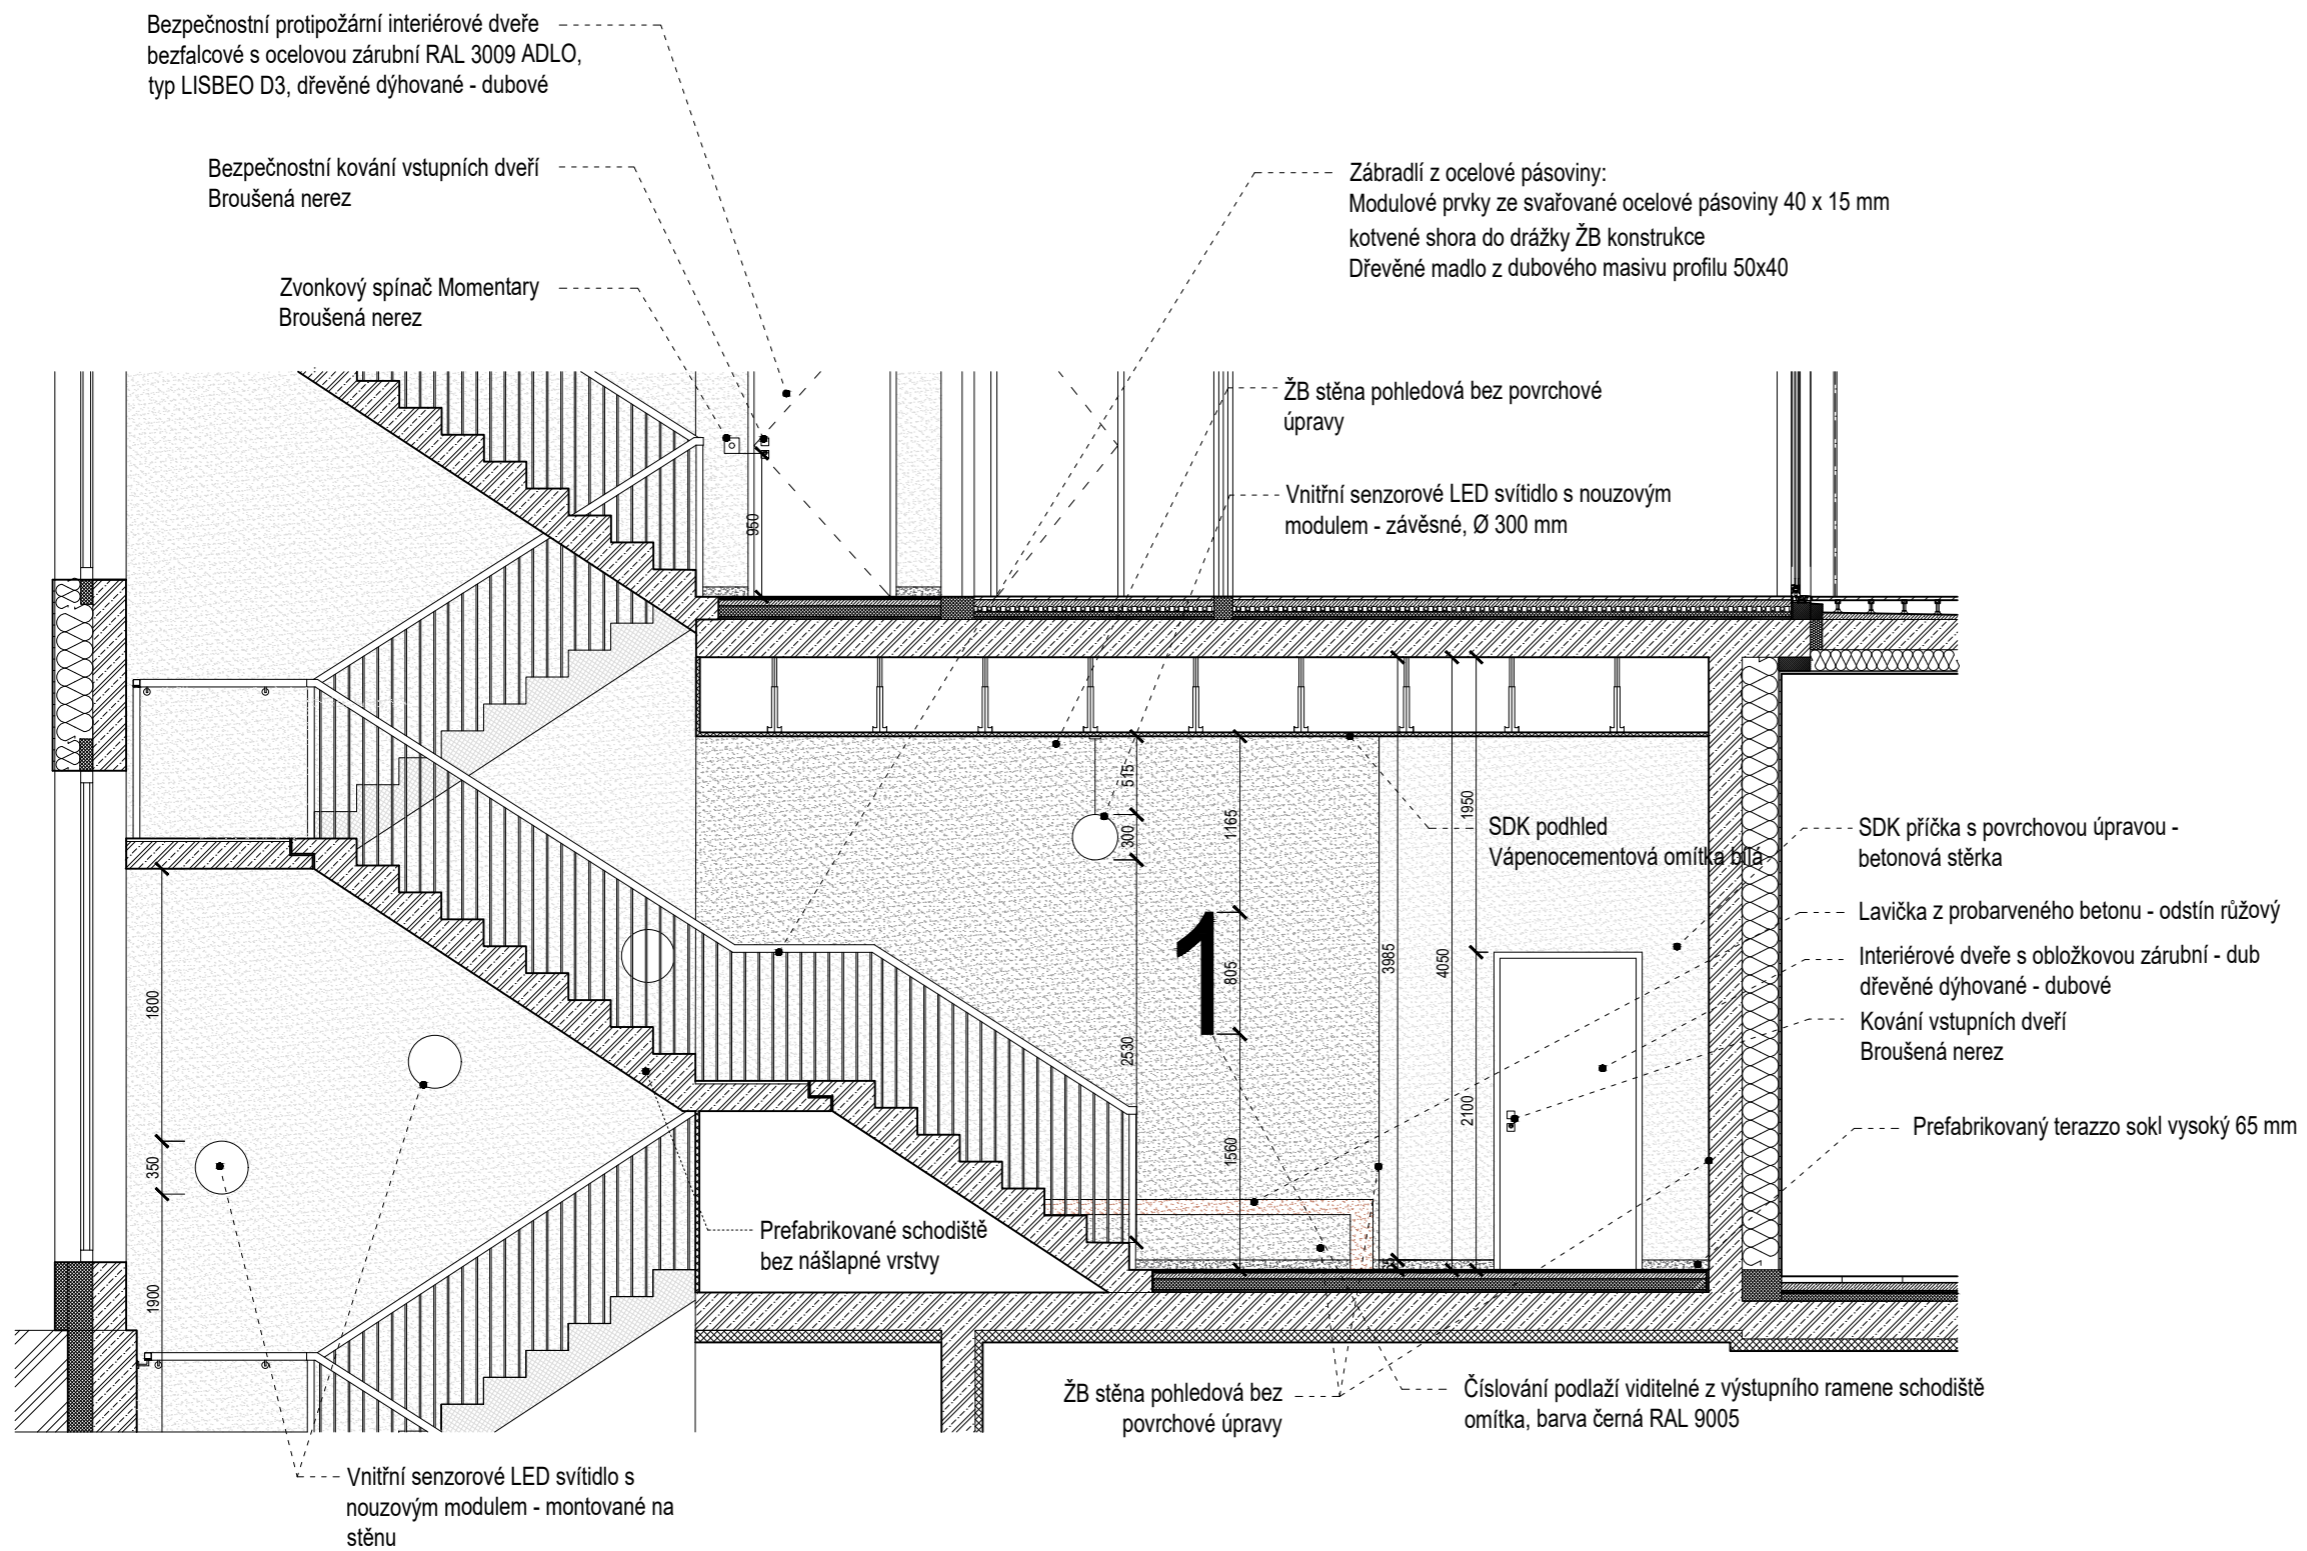 Bezpečnostní protipožární interiérové dveře
bezfalcové s ocelovou zárubní RAL 3009 ADLO,
typ LISBEO D3, dřevěné dýhované - dubové
Bezpečnostní kování vstupních dveří
Broušená nerez
Zvonkový spínač Momentary
Broušená nerez
Zábradlí z ocelové pásoviny:
Modulové prvky ze svařované ocelové pásoviny 40 x 15 mm
kotvené shora do drážky ŽB konstrukce
Dřevěné madlo z dubového masivu profilu 50x40
ŽB stěna pohledová bez povrchové
úpravy
Vnitřní senzorové LED svítidlo s nouzovým
modulem - závěsné, Ø 300 mm
950
515
300
2530
1165
805
1560
1
3985
4050
1950
2100
SDK podhled
Vápenocementová omítka bílá
SDK příčka s povrchovou úpravou -
betonová stěrka
Lavička z probarveného betonu - odstín růžový
Interiérové dveře s obložkovou zárubní - dub
dřevěné dýhované - dubové
Kování vstupních dveří
Broušená nerez
Prefabrikovaný terazzo sokl vysoký 65 mm
1800
350
1900
Prefabrikované schodiště
bez nášlapné vrstvy
ŽB stěna pohledová bez
povrchové úpravy
Číslování podlaží viditelné z výstupního ramene schodiště
omítka, barva černá RAL 9005
Vnitřní senzorové LED svítidlo s
nouzovým modulem - montované na
stěnu